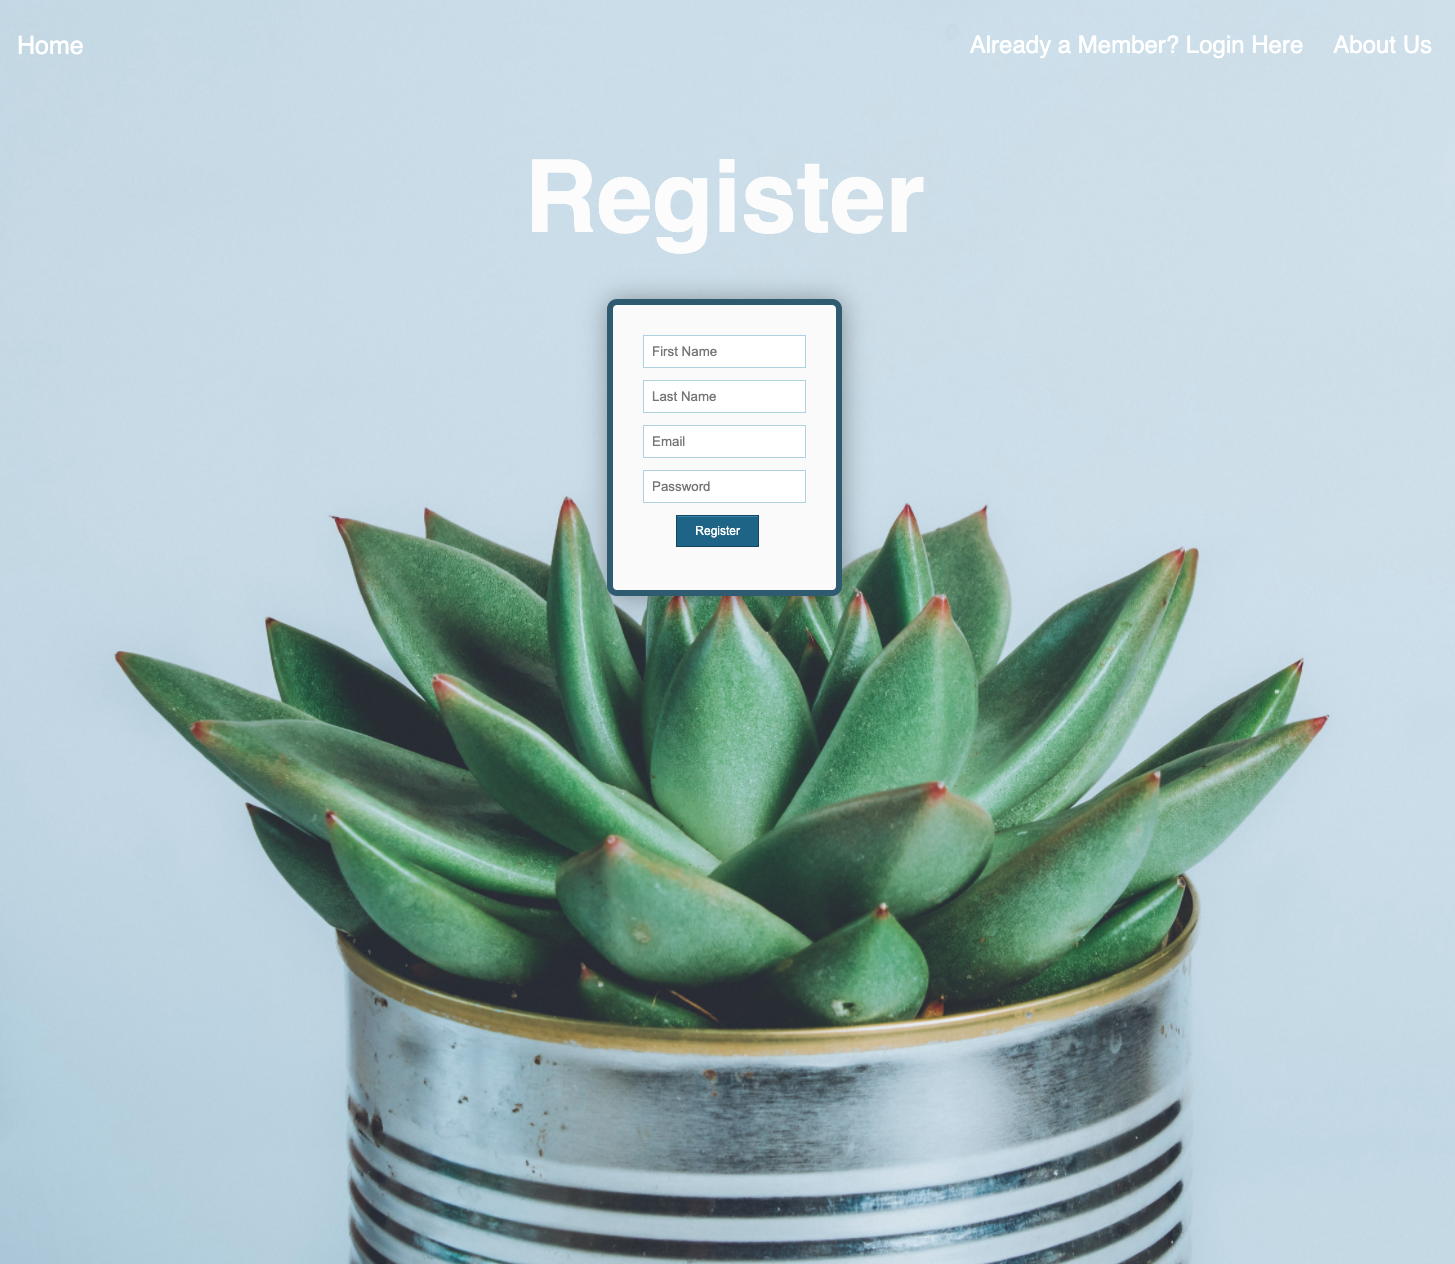 Home
Already a Member? Login Here
About Us
Register
First Name
Last Name
Email
Password
Register